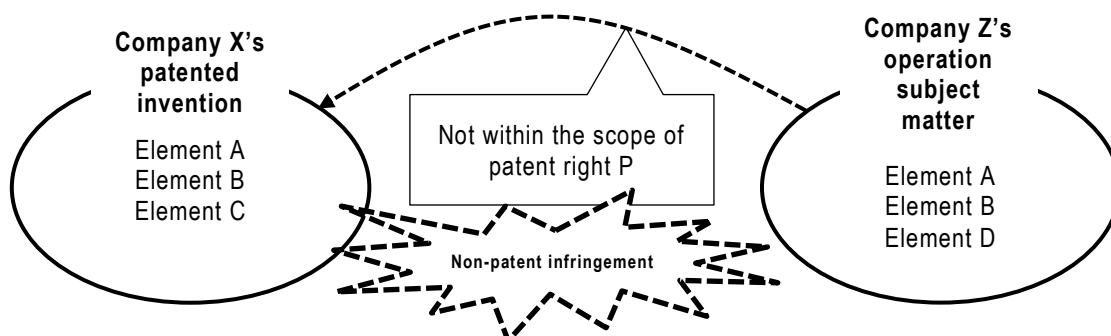 Company X’s
patented
invention
Element A
Element B
Element C
Not within the scope of
patent right P
Non-patent infringement
Company Z’s
operation
subject
matter
Element A
Element B
Element D